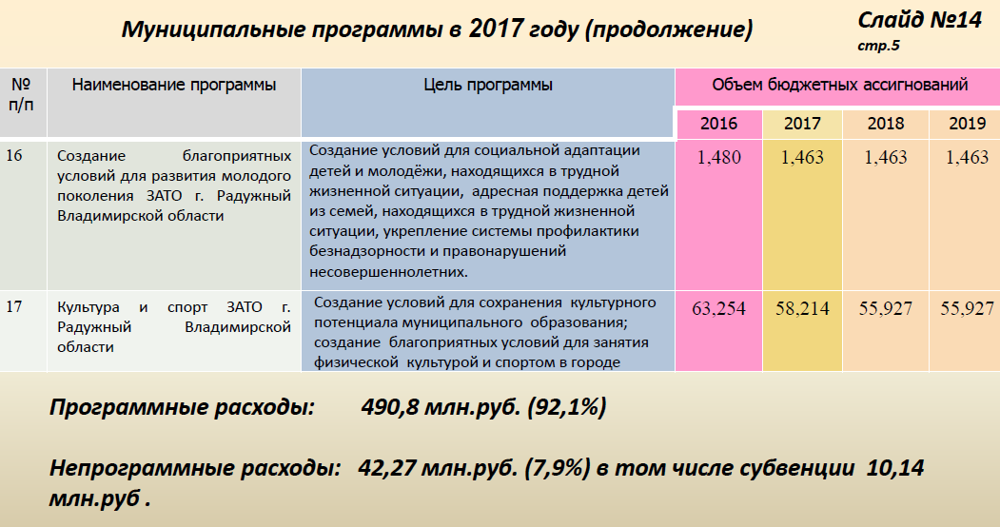 Муниципальные программы в 2017 году (продолжение)
Слайд №14
стр.5
№
п/п
Наименование программы
Цель программы
Объем бюджетных ассигнований
2016
2017
2018
2019
16
Создание благоприятных
условий для развития молодого
поколения ЗАТО г. Радужный
Владимирской области
Создание условий для социальной адаптации
детей и молодёжи, находящихся в трудной
жизненной ситуации, адресная поддержка детей
из семей, находящихся в трудной жизненной
ситуации, укрепление системы профилактики
безнадзорности и правонарушений
несовершеннолетних.
1,480
1,463
1,463
1,463
17
Культура и спорт ЗАТО г.
Радужный Владимирской
области
Создание условий для сохранения культурного
потенциала муниципального образования;
создание благоприятных условий для занятия
физической культурой и спортом в городе
63,254
58,214
55,927
55,927
Программные расходы: 490,8 млн.руб. (92,1%)
Непрограммные расходы: 42,27 млн.руб. (7,9%) в том числе субвенции 10,14
млн.руб .